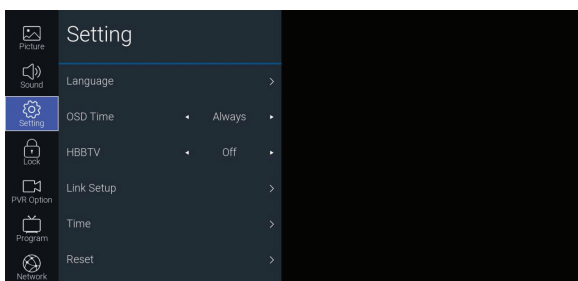 Picture
Sound
Setting
Lock
PVR Option
Program
Network
Setting
Language
OSD Time Always
HBBTV Off
Link Setup
Time
Reset